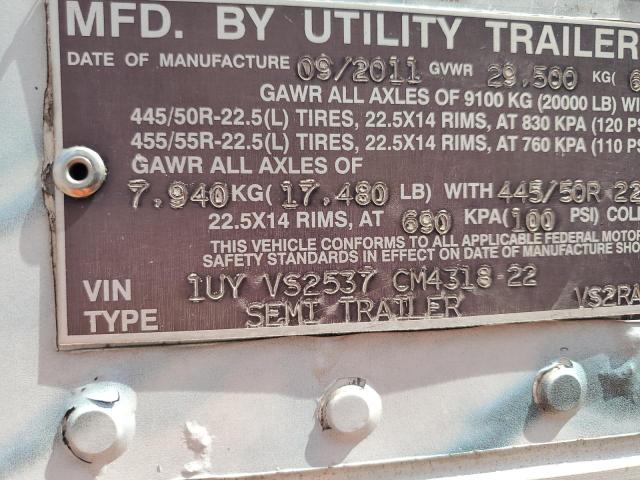 MFD. BY UTILITY TRAILER
DATE OF MANUFACTURE 09/2011 GVWR 29,500 KG( 6
GAWR ALL AXLES OF 9100 KG (20000 LB) WI
445/50R-22.5(L) TIRES, 22.5X14 RIMS, AT 830 KPA (120 PS
455/55R-22.5(L) TIRES, 22.5X14 RIMS, AT 760 KPA (110 PS
GAWR ALL AXLES OF
7,940 KG( 17,480 LB) WITH 445/50R 22
22.5X14 RIMS, AT 690 KPA(100 PSI) COL
THIS VEHICLE CONFORMS TO ALL APPLICABLE FEDERAL MOTOR
SAFETY STANDARDS IN EFFECT ON DATE OF MANUFACTURE SHO
VIN 1UY VS2537 CM4318-22
TYPE SEMI TRAILER VS2RA